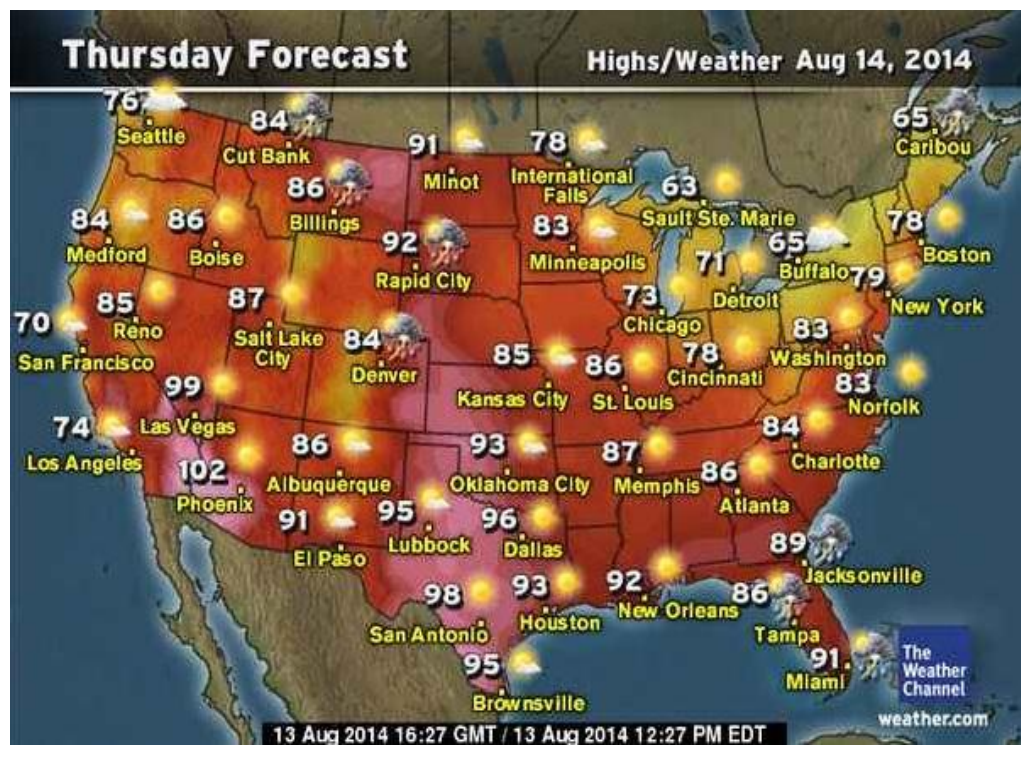 Thursday Forecast
Highs/Weather Aug 14, 2014
76
Seattle
84
Cut Bank
91
Minot
78
International
Falls
65
Caribou
86
Billings
63
Sault Ste. Marie
84
Medford
86
Boise
92
Rapid City
83
Minneapolis
65
Buffalo
78
Boston
71
Detroit
79
New York
85
Reno
87
Salt Lake
City
73
Chicago
70
San Francisco
84
Denver
85
Kansas City
86
St. Louis
78
Cincinnati
83
Washington
99
Las Vegas
83
Norfolk
74
Los Angeles
102
Phoenix
86
Albuquerque
93
Oklahoma City
87
Memphis
86
Atlanta
84
Charlotte
91
El Paso
95
Lubbock
96
Dallas
89
Jacksonville
98
San Antonio
93
Houston
92
New Orleans
86
Tampa
95
Brownsville
91
Miami
The
Weather
Channel
weather.com
13 Aug 2014 16:27 GMT / 13 Aug 2014 12:27 PM EDT